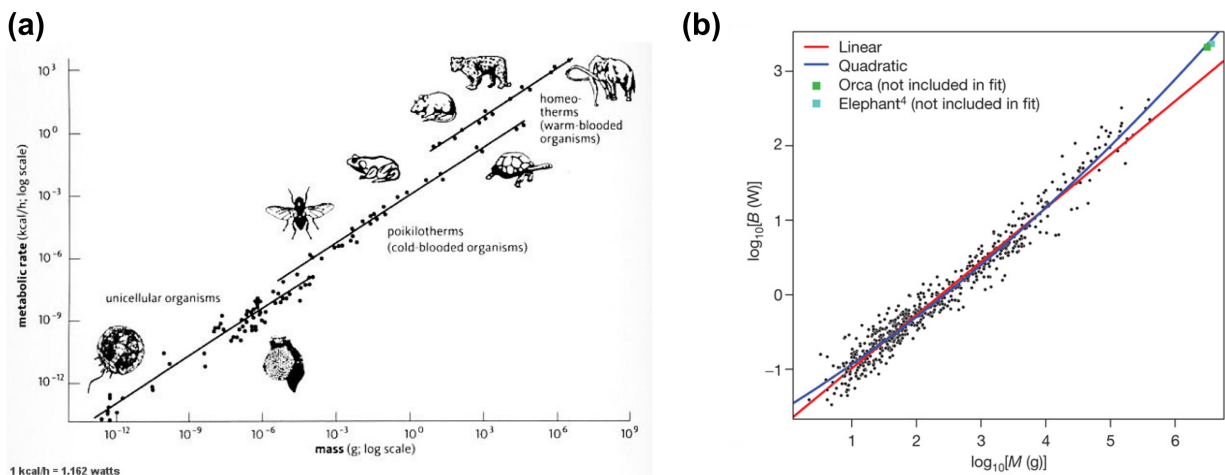 (a)
metabolic rate (kcal/h; log scale)
10³
10⁰
10⁻³
10⁻⁶
10⁻⁹
10⁻¹²
homeo-
therms
(warm-blooded
organisms)
poikilotherms
(cold-blooded organisms)
unicellular organisms
10⁻¹²
10⁻⁹
10⁻⁶
10⁻³
10⁰
10³
10⁶
10⁹
mass (g; log scale)
1 kcal/h = 1.162 watts
(b)
Linear
Quadratic
Orca (not included in fit)
Elephant⁴ (not included in fit)
log₁₀[B (W)]
3
2
1
0
−1
1
2
3
4
5
6
log₁₀[M (g)]